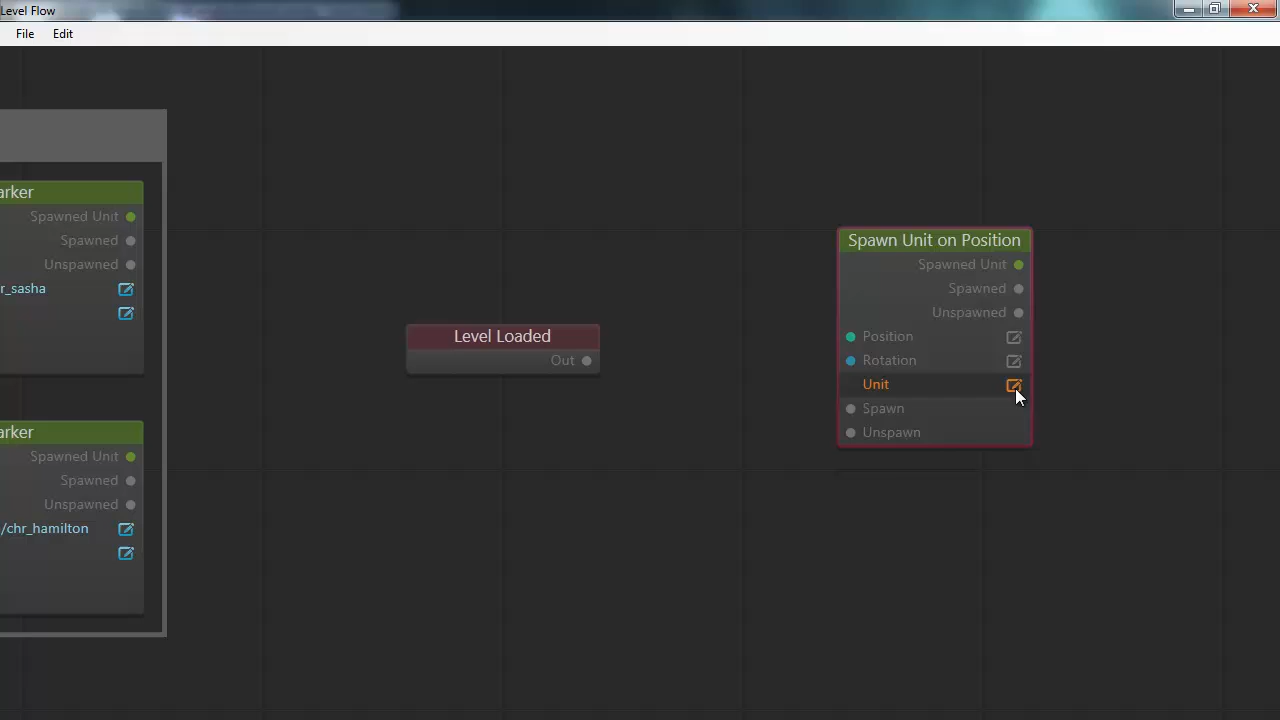 Level Flow
File Edit
arker
Spawned Unit
Spawned
Unspawned
r_sasha
arker
Spawned Unit
Spawned
Unspawned
/chr_hamilton
Level Loaded
Out
Spawn Unit on Position
Spawned Unit
Spawned
Unspawned
Position
Rotation
Unit
Spawn
Unspawn